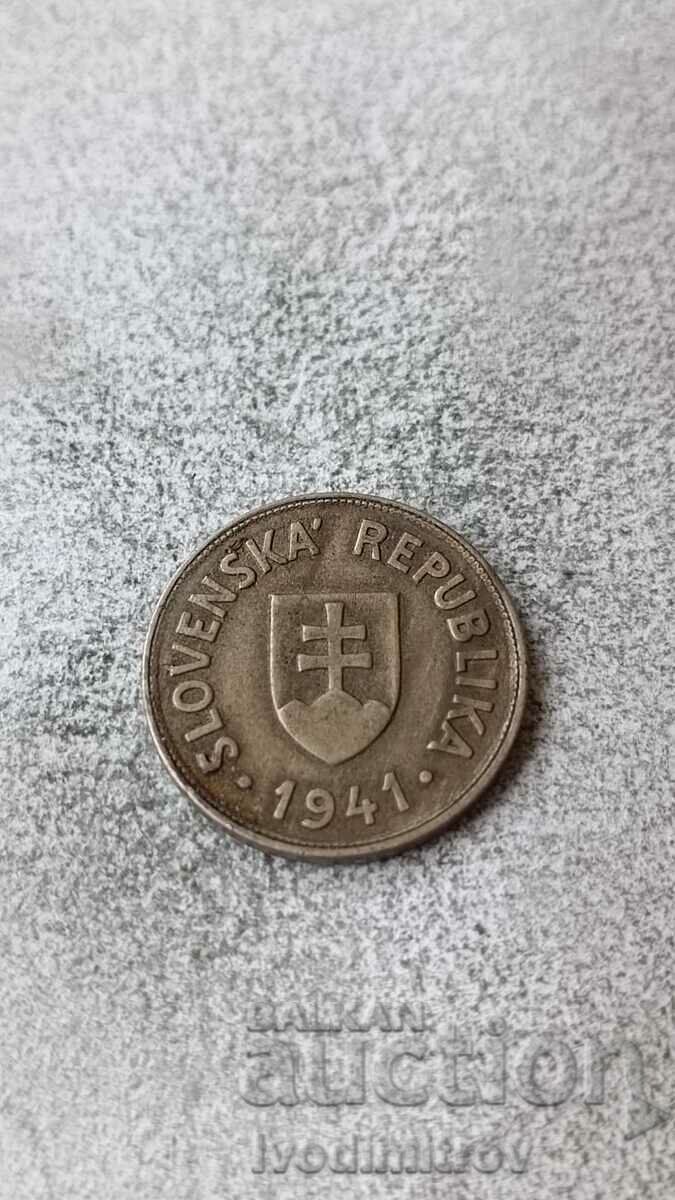 SLOVENSKÁ REPUBLIKA
• 1941 •
BALKAN
auction
Ivodimitrov